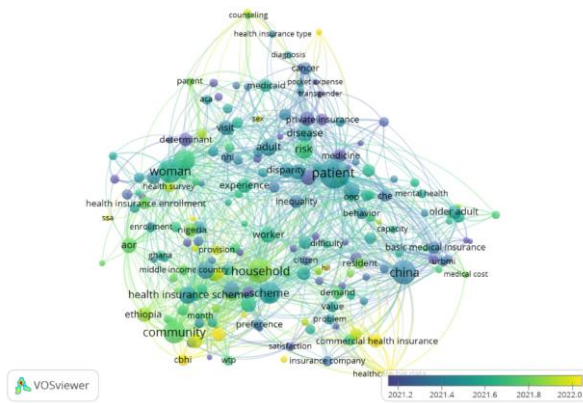 counseling
health insurance type
diagnosis
cancer
parent
medicaid
pocket expense
transgender
aca
sex
private insurance
visit
disease
determinant
nhi
adult
risk
medicine
woman
disparity
patient
health survey
experience
oop
che
mental health
health insurance enrollment
inequality
behavior
older adult
ssa
enrollment
nigeria
worker
capacity
aor
provision
difficulty
basic medical insurance
ghana
citizen
resident
urbmi
middle income country
household
china
medical cost
health insurance scheme
scheme
demand
value
ethiopia
month
preference
problem
community
commercial health insurance
satisfaction
cbhi
wtp
insurance company
VOSviewer
2021.2 2021.4 2021.6 2021.8 2022.0